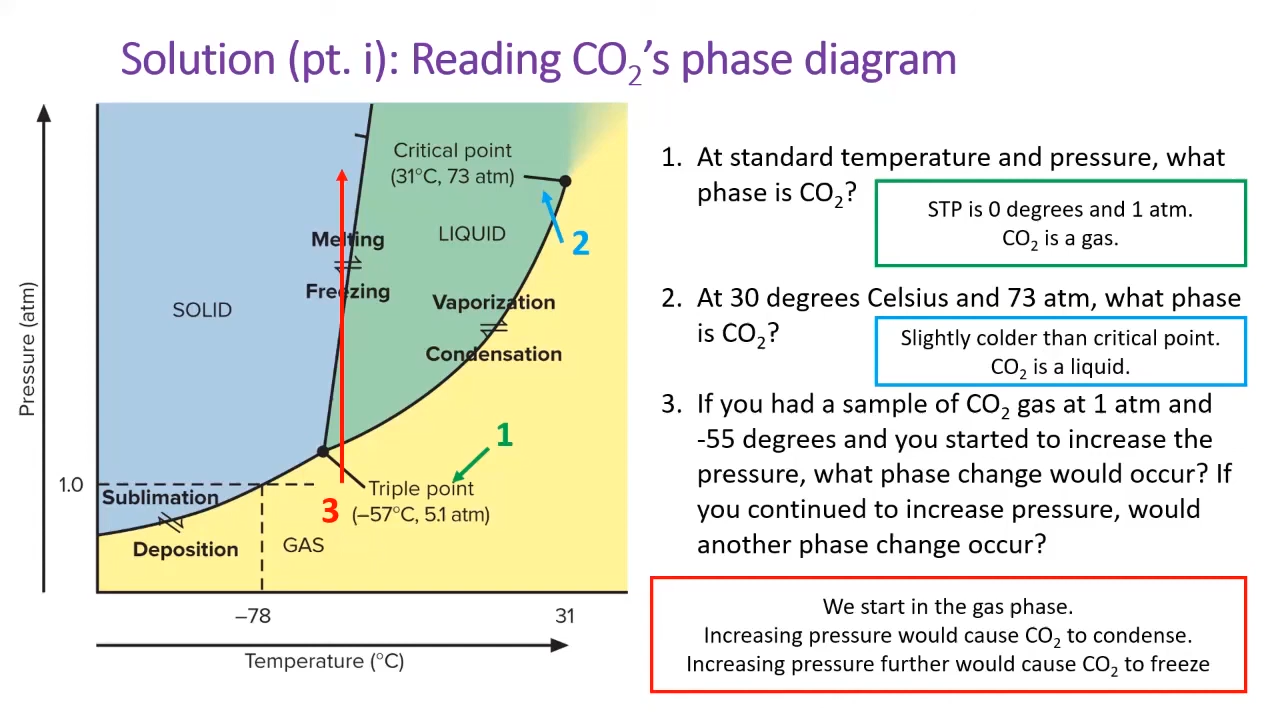 Solution (pt. i): Reading CO₂'s phase diagram
Pressure (atm)
Critical point
(31°C, 73 atm)
Melting
Freezing
LIQUID
2
SOLID
Vaporization
Condensation
1
1.0
Sublimation
Deposition
Triple point
(–57°C, 5.1 atm)
3
GAS
–78
31
Temperature (°C)
1. At standard temperature and pressure, what
phase is CO₂?
STP is 0 degrees and 1 atm.
CO₂ is a gas.
2. At 30 degrees Celsius and 73 atm, what phase
is CO₂?
Slightly colder than critical point.
CO₂ is a liquid.
3. If you had a sample of CO₂ gas at 1 atm and
-55 degrees and you started to increase the
pressure, what phase change would occur? If
you continued to increase pressure, would
another phase change occur?
We start in the gas phase.
Increasing pressure would cause CO₂ to condense.
Increasing pressure further would cause CO₂ to freeze